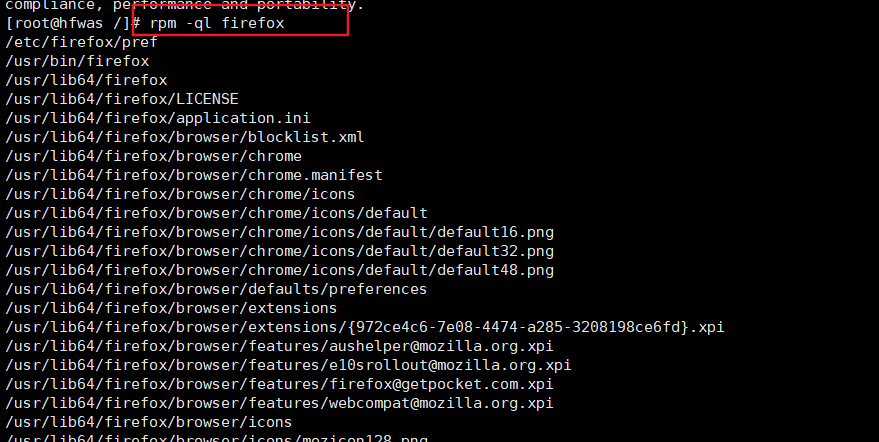 compliance, performance and portability.
[root@hfwas /]# rpm -ql firefox
/etc/firefox/pref
/usr/bin/firefox
/usr/lib64/firefox
/usr/lib64/firefox/LICENSE
/usr/lib64/firefox/application.ini
/usr/lib64/firefox/browser/blocklist.xml
/usr/lib64/firefox/browser/chrome
/usr/lib64/firefox/browser/chrome.manifest
/usr/lib64/firefox/browser/chrome/icons
/usr/lib64/firefox/browser/chrome/icons/default
/usr/lib64/firefox/browser/chrome/icons/default/default16.png
/usr/lib64/firefox/browser/chrome/icons/default/default32.png
/usr/lib64/firefox/browser/chrome/icons/default/default48.png
/usr/lib64/firefox/browser/defaults/preferences
/usr/lib64/firefox/browser/extensions
/usr/lib64/firefox/browser/extensions/{972ce4c6-7e08-4474-a285-3208198ce6fd}.xpi
/usr/lib64/firefox/browser/features/aushelper@mozilla.org.xpi
/usr/lib64/firefox/browser/features/e10srollout@mozilla.org.xpi
/usr/lib64/firefox/browser/features/firefox@getpocket.com.xpi
/usr/lib64/firefox/browser/features/webcompat@mozilla.org.xpi
/usr/lib64/firefox/browser/icons
/usr/lib64/firefox/browser/icons/mozicon128.png